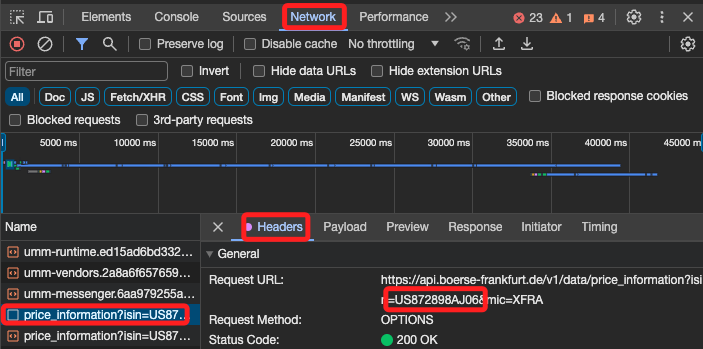 Elements Console Sources Network Performance 23 1 4
Preserve log Disable cache No throttling
Filter Invert Hide data URLs Hide extension URLs
All Doc JS Fetch/XHR CSS Font Img Media Manifest WS Wasm Other Blocked response cookies
Blocked requests 3rd-party requests
5000 ms 10000 ms 15000 ms 20000 ms 25000 ms 30000 ms 35000 ms 40000 ms 45000 ms
Name Headers Payload Preview Response Initiator Timing
umm-runtime.ed15ad6bd332... General
umm-vendors.2a8a6f657659... Request URL: https://api.boerse-frankfurt.de/v1/data/price_information?isi
umm-messenger.6aa979255a... n=US872898AJ06&mic=XFRA
price_information?isin=US87... Request Method: OPTIONS
price_information?isin=US87... Status Code: 200 OK